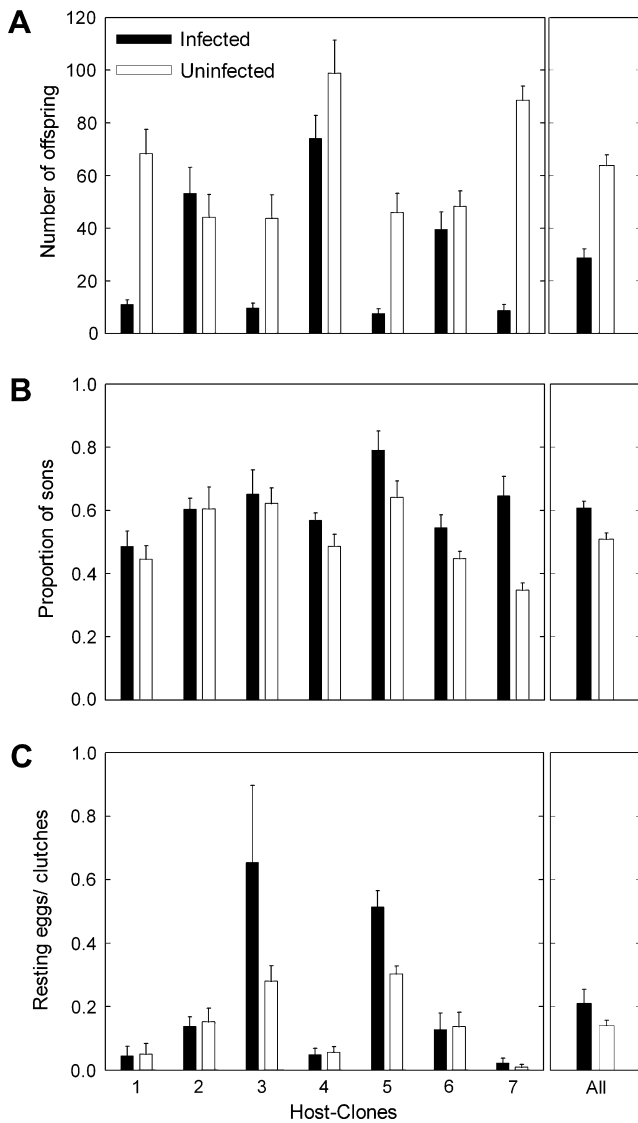 A
120
100
80
60
40
20
0
Number of offspring
Infected
Uninfected
B
1.0
0.8
0.6
0.4
0.2
0.0
Proportion of sons
C
1.0
0.8
0.6
0.4
0.2
0.0
Resting eggs/ clutches
1 2 3 4 5 6 7 All
Host-Clones